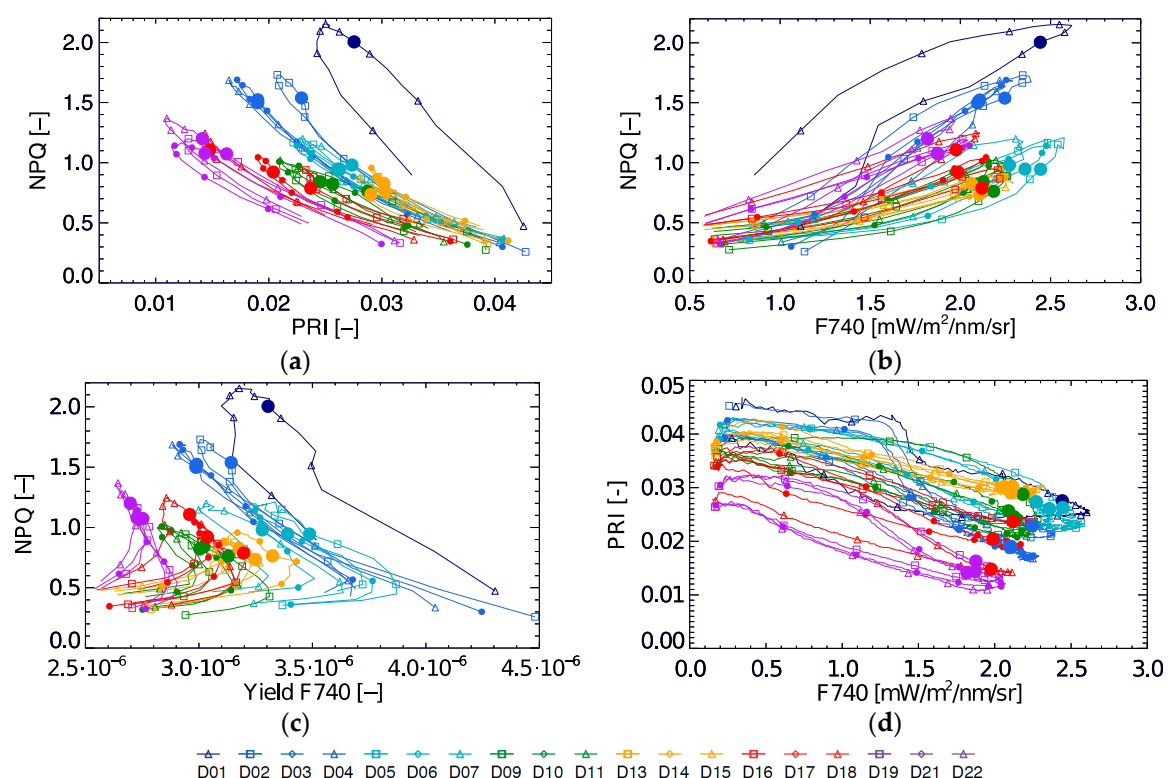 2.0
1.5
1.0
0.5
0.0
NPQ [–]
0.01 0.02 0.03 0.04
PRI [–]
(a)
2.0
1.5
1.0
0.5
0.0
NPQ [–]
0.5 1.0 1.5 2.0 2.5 3.0
F740 [mW/m²/nm/sr]
(b)
2.0
1.5
1.0
0.5
0.0
NPQ [–]
2.5·10⁻⁶ 3.0·10⁻⁶ 3.5·10⁻⁶ 4.0·10⁻⁶ 4.5·10⁻⁶
Yield F740 [–]
(c)
0.05
0.04
0.03
0.02
0.01
0.00
PRI [-]
0.0 0.5 1.0 1.5 2.0 2.5 3.0
F740 [mW/m²/nm/sr]
(d)
D01 D02 D03 D04 D05 D06 D07 D09 D10 D11 D13 D14 D15 D16 D17 D18 D19 D21 D22